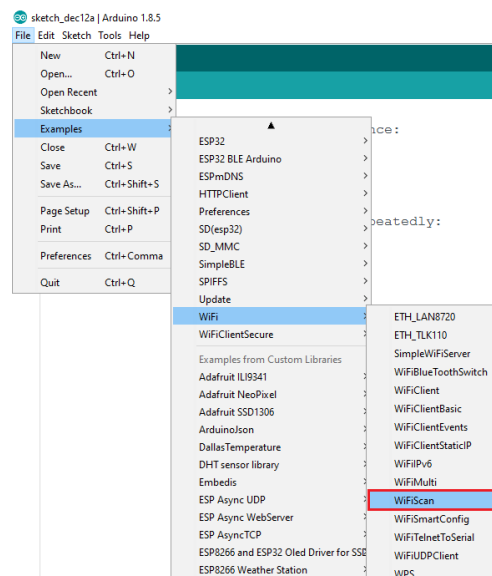 sketch_dec12a | Arduino 1.8.5
File Edit Sketch Tools Help
New Ctrl+N
Open... Ctrl+O
Open Recent
Sketchbook
Examples
Close Ctrl+W
Save Ctrl+S
Save As... Ctrl+Shift+S
Page Setup Ctrl+Shift+P
Print Ctrl+P
Preferences Ctrl+Comma
Quit Ctrl+Q
nce:
peatedly:
ESP32
ESP32 BLE Arduino
ESPmDNS
HTTPClient
Preferences
SD(esp32)
SD_MMC
SimpleBLE
SPIFFS
Update
WiFi
WiFiClientSecure
Examples from Custom Libraries
Adafruit ILI9341
Adafruit NeoPixel
Adafruit SSD1306
ArduinoJson
DallasTemperature
DHT sensor library
Embedis
ESP Async UDP
ESP Async WebServer
ESP AsyncTCP
ESP8266 and ESP32 Oled Driver for SSD
ESP8266 Weather Station
ETH_LAN8720
ETH_TLK110
SimpleWiFiServer
WiFiBlueToothSwitch
WiFiClient
WiFiClientBasic
WiFiClientEvents
WiFiClientStaticIP
WiFiIPv6
WiFiMulti
WiFiScan
WiFiSmartConfig
WiFiTelnetToSerial
WiFiUDPClient
WPS